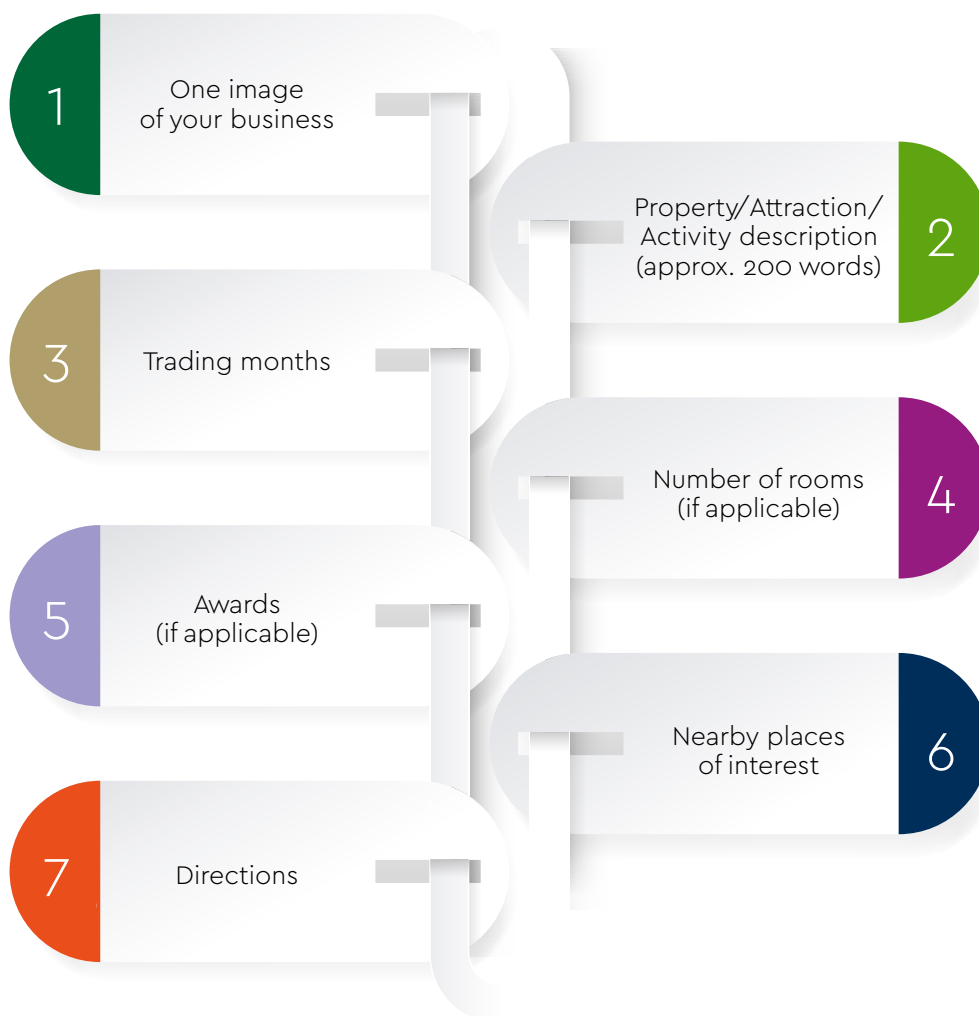 1
One image
of your business
Property/Attraction/
Activity description
(approx. 200 words)
2
3
Trading months
Number of rooms
(if applicable)
4
5
Awards
(if applicable)
Nearby places
of interest
6
7
Directions